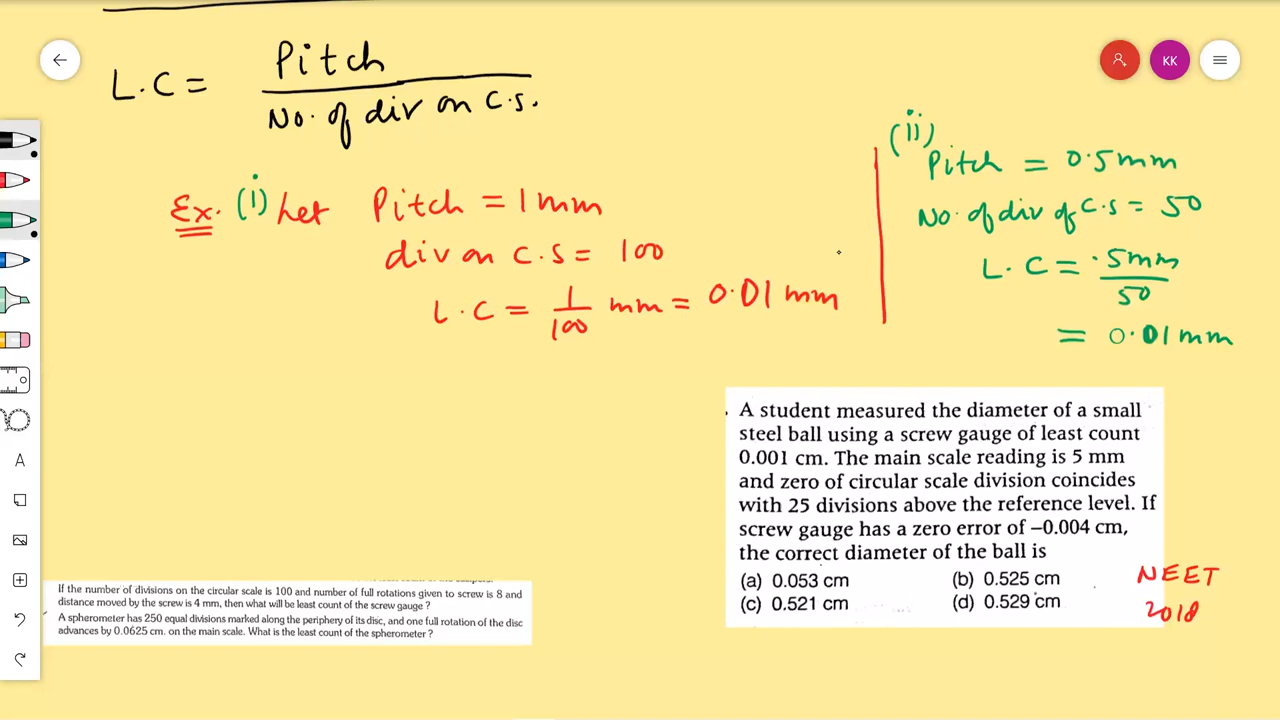 L.C = Pitch
No. of div on C.S.
KK
Ex. (i) Let Pitch = 1mm
div on C.S = 100
L.C = 1/100 mm = 0.01 mm
(ii)
Pitch = 0.5mm
No. of div of C.S = 50
L.C = .5mm
50
= 0.01mm
A student measured the diameter of a small
steel ball using a screw gauge of least count
0.001 cm. The main scale reading is 5 mm
and zero of circular scale division coincides
with 25 divisions above the reference level. If
screw gauge has a zero error of −0.004 cm,
the correct diameter of the ball is
(a) 0.053 cm (b) 0.525 cm
(c) 0.521 cm (d) 0.529 cm
NEET
2018
If the number of divisions on the circular scale is 100 and number of full rotations given to screw is 8 and
distance moved by the screw is 4 mm, then what will be least count of the screw gauge ?
A spherometer has 250 equal divisions marked along the periphery of its disc, and one full rotation of the disc
advances by 0.0625 cm. on the main scale. What is the least count of the spherometer ?
A